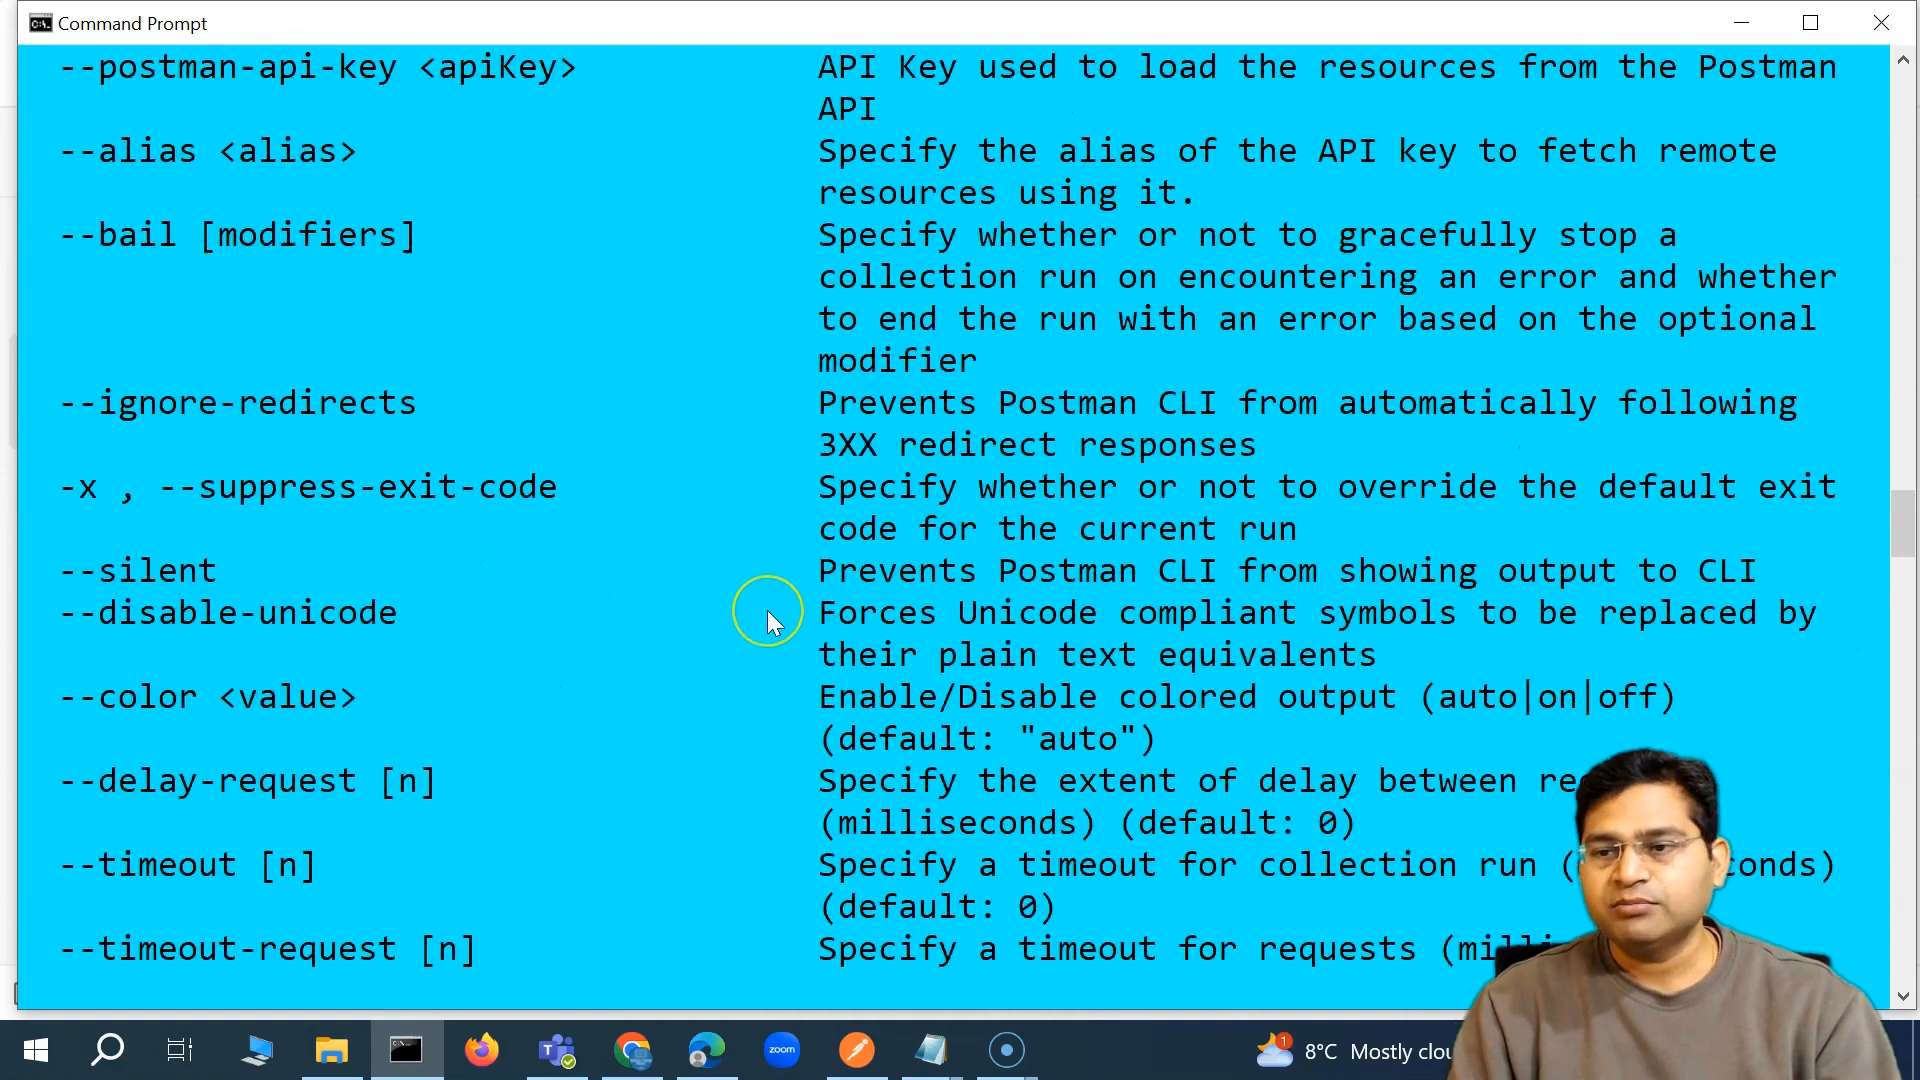 Command Prompt
--postman-api-key <apiKey> API Key used to load the resources from the Postman
API
--alias <alias> Specify the alias of the API key to fetch remote
resources using it.
--bail [modifiers] Specify whether or not to gracefully stop a
collection run on encountering an error and whether
to end the run with an error based on the optional
modifier
--ignore-redirects Prevents Postman CLI from automatically following
3XX redirect responses
-x , --suppress-exit-code Specify whether or not to override the default exit
code for the current run
--silent Prevents Postman CLI from showing output to CLI
--disable-unicode Forces Unicode compliant symbols to be replaced by
their plain text equivalents
--color <value> Enable/Disable colored output (auto|on|off)
(default: "auto")
--delay-request [n] Specify the extent of delay between
(milliseconds) (default: 0)
--timeout [n] Specify a timeout for collection run (
(default: 0)
--timeout-request [n] Specify a timeout for requests (
zoom
1
8°C Mostly